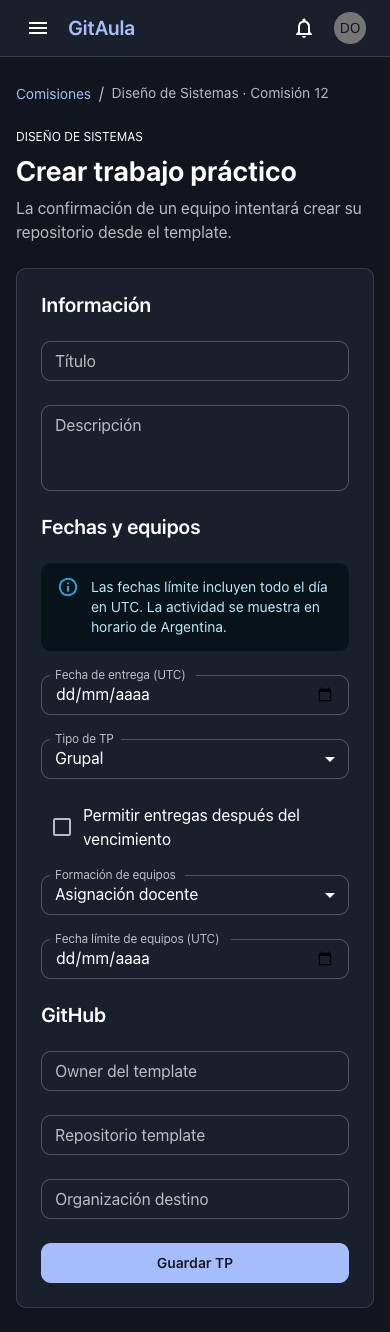 GitAula
DO
Comisiones / Diseño de Sistemas · Comisión 12
DISEÑO DE SISTEMAS
Crear trabajo práctico
La confirmación de un equipo intentará crear su
repositorio desde el template.
Información
Título
Descripción
Fechas y equipos
Las fechas límite incluyen todo el día
en UTC. La actividad se muestra en
horario de Argentina.
Fecha de entrega (UTC)
dd/mm/aaaa
Tipo de TP
Grupal
Permitir entregas después del
vencimiento
Formación de equipos
Asignación docente
Fecha límite de equipos (UTC)
dd/mm/aaaa
GitHub
Owner del template
Repositorio template
Organización destino
Guardar TP